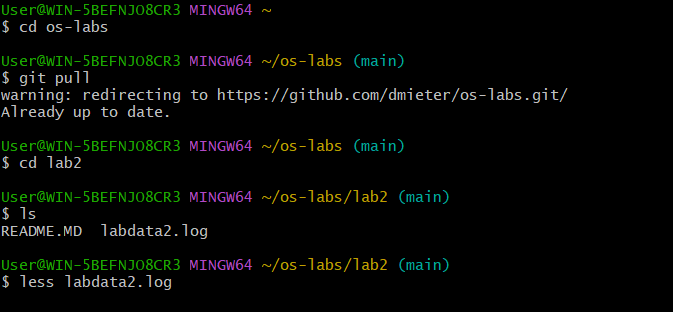 User@WIN-5BEFNJO8CR3 MINGW64 ~
$ cd os-labs
User@WIN-5BEFNJO8CR3 MINGW64 ~/os-labs (main)
$ git pull
warning: redirecting to https://github.com/dmieter/os-labs.git/
Already up to date.
User@WIN-5BEFNJO8CR3 MINGW64 ~/os-labs (main)
$ cd lab2
User@WIN-5BEFNJO8CR3 MINGW64 ~/os-labs/lab2 (main)
$ ls
README.MD  labdata2.log
User@WIN-5BEFNJO8CR3 MINGW64 ~/os-labs/lab2 (main)
$ less labdata2.log